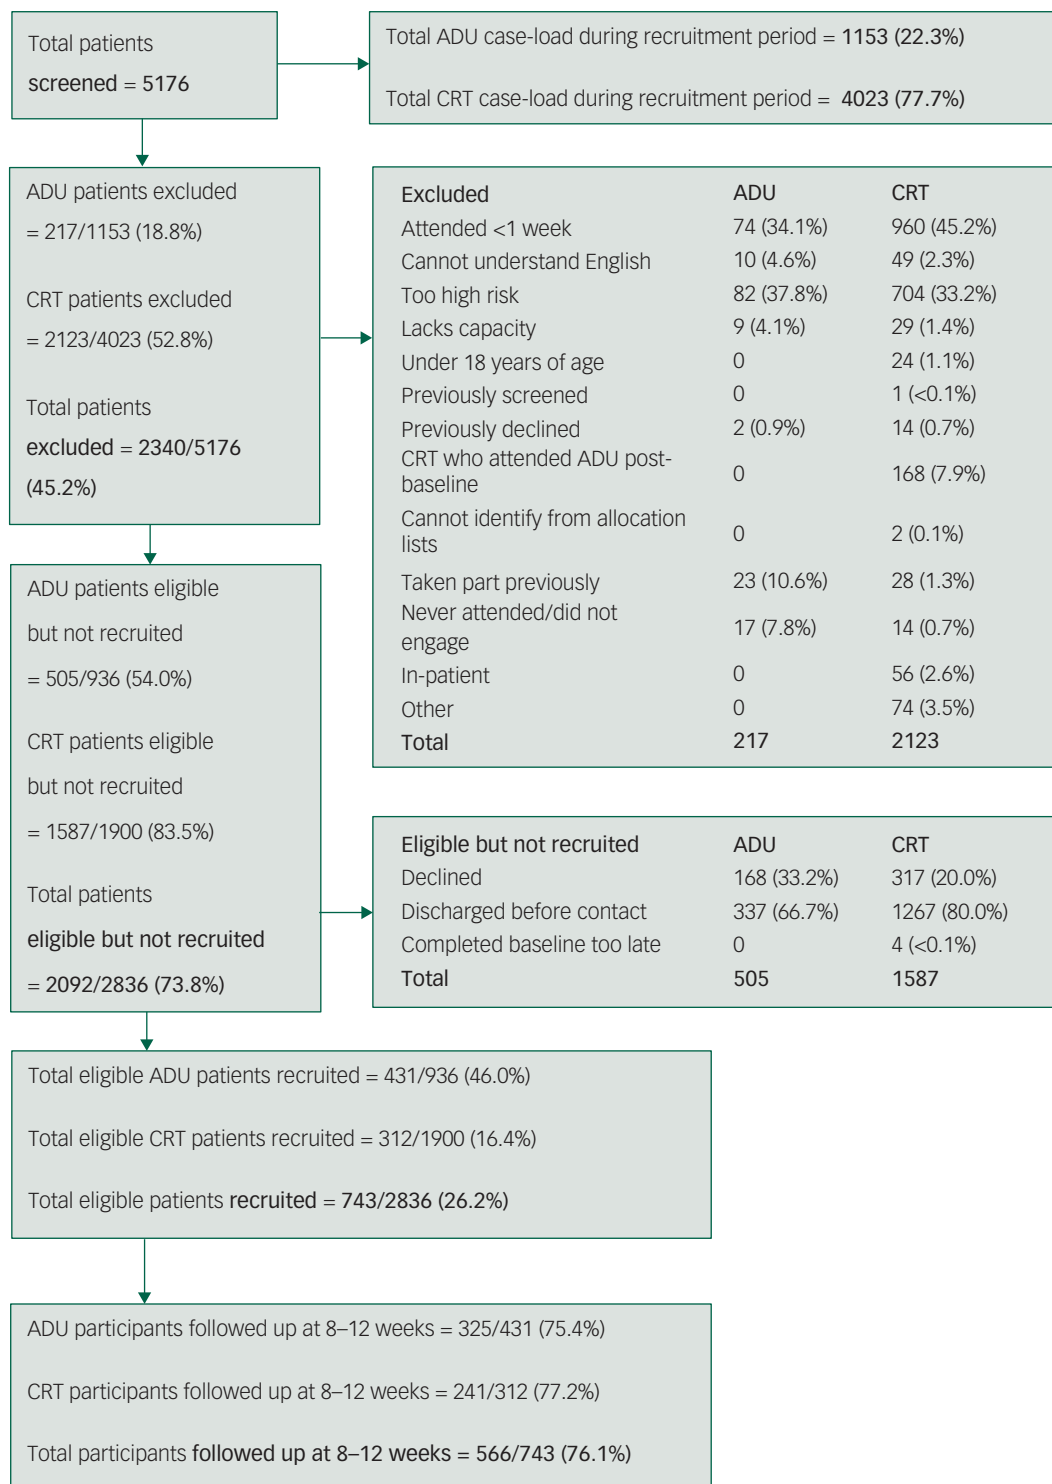 Total patients
screened = 5176
Total ADU case-load during recruitment period = 1153 (22.3%)
Total CRT case-load during recruitment period = 4023 (77.7%)
ADU patients excluded
= 217/1153 (18.8%)
CRT patients excluded
= 2123/4023 (52.8%)
Total patients
excluded = 2340/5176
(45.2%)
Excluded ADU CRT
Attended <1 week 74 (34.1%) 960 (45.2%)
Cannot understand English 10 (4.6%) 49 (2.3%)
Too high risk 82 (37.8%) 704 (33.2%)
Lacks capacity 9 (4.1%) 29 (1.4%)
Under 18 years of age 0 24 (1.1%)
Previously screened 0 1 (<0.1%)
Previously declined 2 (0.9%) 14 (0.7%)
CRT who attended ADU post-
baseline 0 168 (7.9%)
Cannot identify from allocation
lists 0 2 (0.1%)
Taken part previously 23 (10.6%) 28 (1.3%)
Never attended/did not
engage 17 (7.8%) 14 (0.7%)
In-patient 0 56 (2.6%)
Other 0 74 (3.5%)
Total 217 2123
ADU patients eligible
but not recruited
= 505/936 (54.0%)
CRT patients eligible
but not recruited
= 1587/1900 (83.5%)
Total patients
eligible but not recruited
= 2092/2836 (73.8%)
Eligible but not recruited ADU CRT
Declined 168 (33.2%) 317 (20.0%)
Discharged before contact 337 (66.7%) 1267 (80.0%)
Completed baseline too late 0 4 (<0.1%)
Total 505 1587
Total eligible ADU patients recruited = 431/936 (46.0%)
Total eligible CRT patients recruited = 312/1900 (16.4%)
Total eligible patients recruited = 743/2836 (26.2%)
ADU participants followed up at 8–12 weeks = 325/431 (75.4%)
CRT participants followed up at 8–12 weeks = 241/312 (77.2%)
Total participants followed up at 8–12 weeks = 566/743 (76.1%)